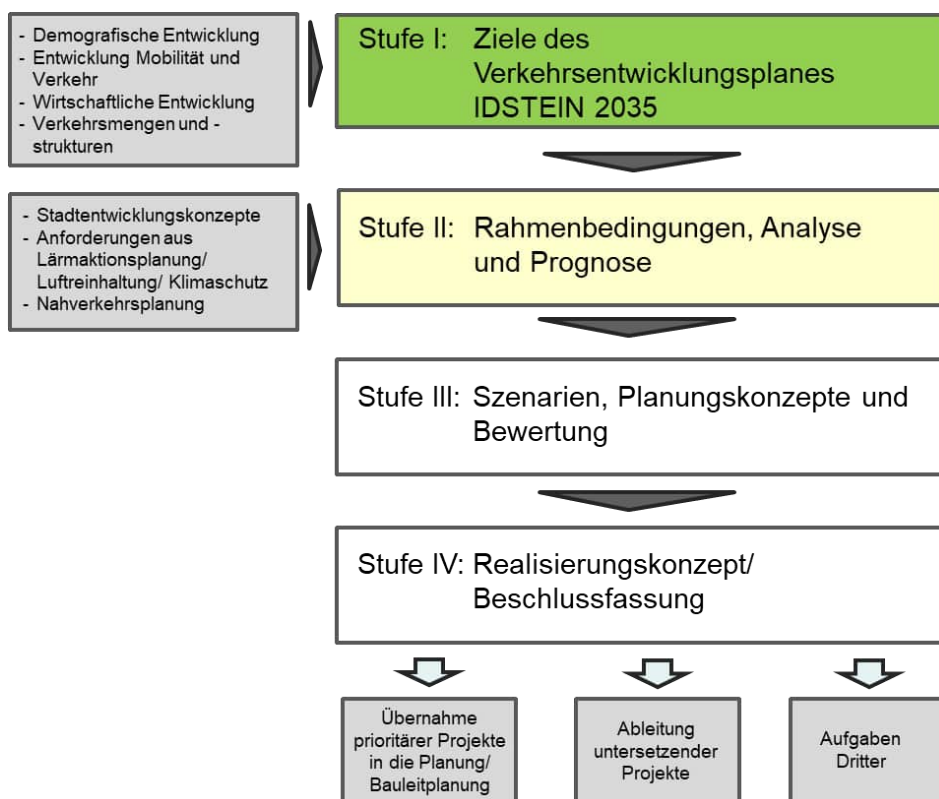 - Demografische Entwicklung
- Entwicklung Mobilität und
Verkehr
- Wirtschaftliche Entwicklung
- Verkehrsmengen und -
strukturen
Stufe I: Ziele des
Verkehrsentwicklungsplanes
IDSTEIN 2035
- Stadtentwicklungskonzepte
- Anforderungen aus
Lärmaktionsplanung/
Luftreinhaltung/ Klimaschutz
- Nahverkehrsplanung
Stufe II: Rahmenbedingungen, Analyse
und Prognose
Stufe III: Szenarien, Planungskonzepte und
Bewertung
Stufe IV: Realisierungskonzept/
Beschlussfassung
Übernahme
prioritärer Projekte
in die Planung/
Bauleitplanung
Ableitung
untersetzender
Projekte
Aufgaben
Dritter